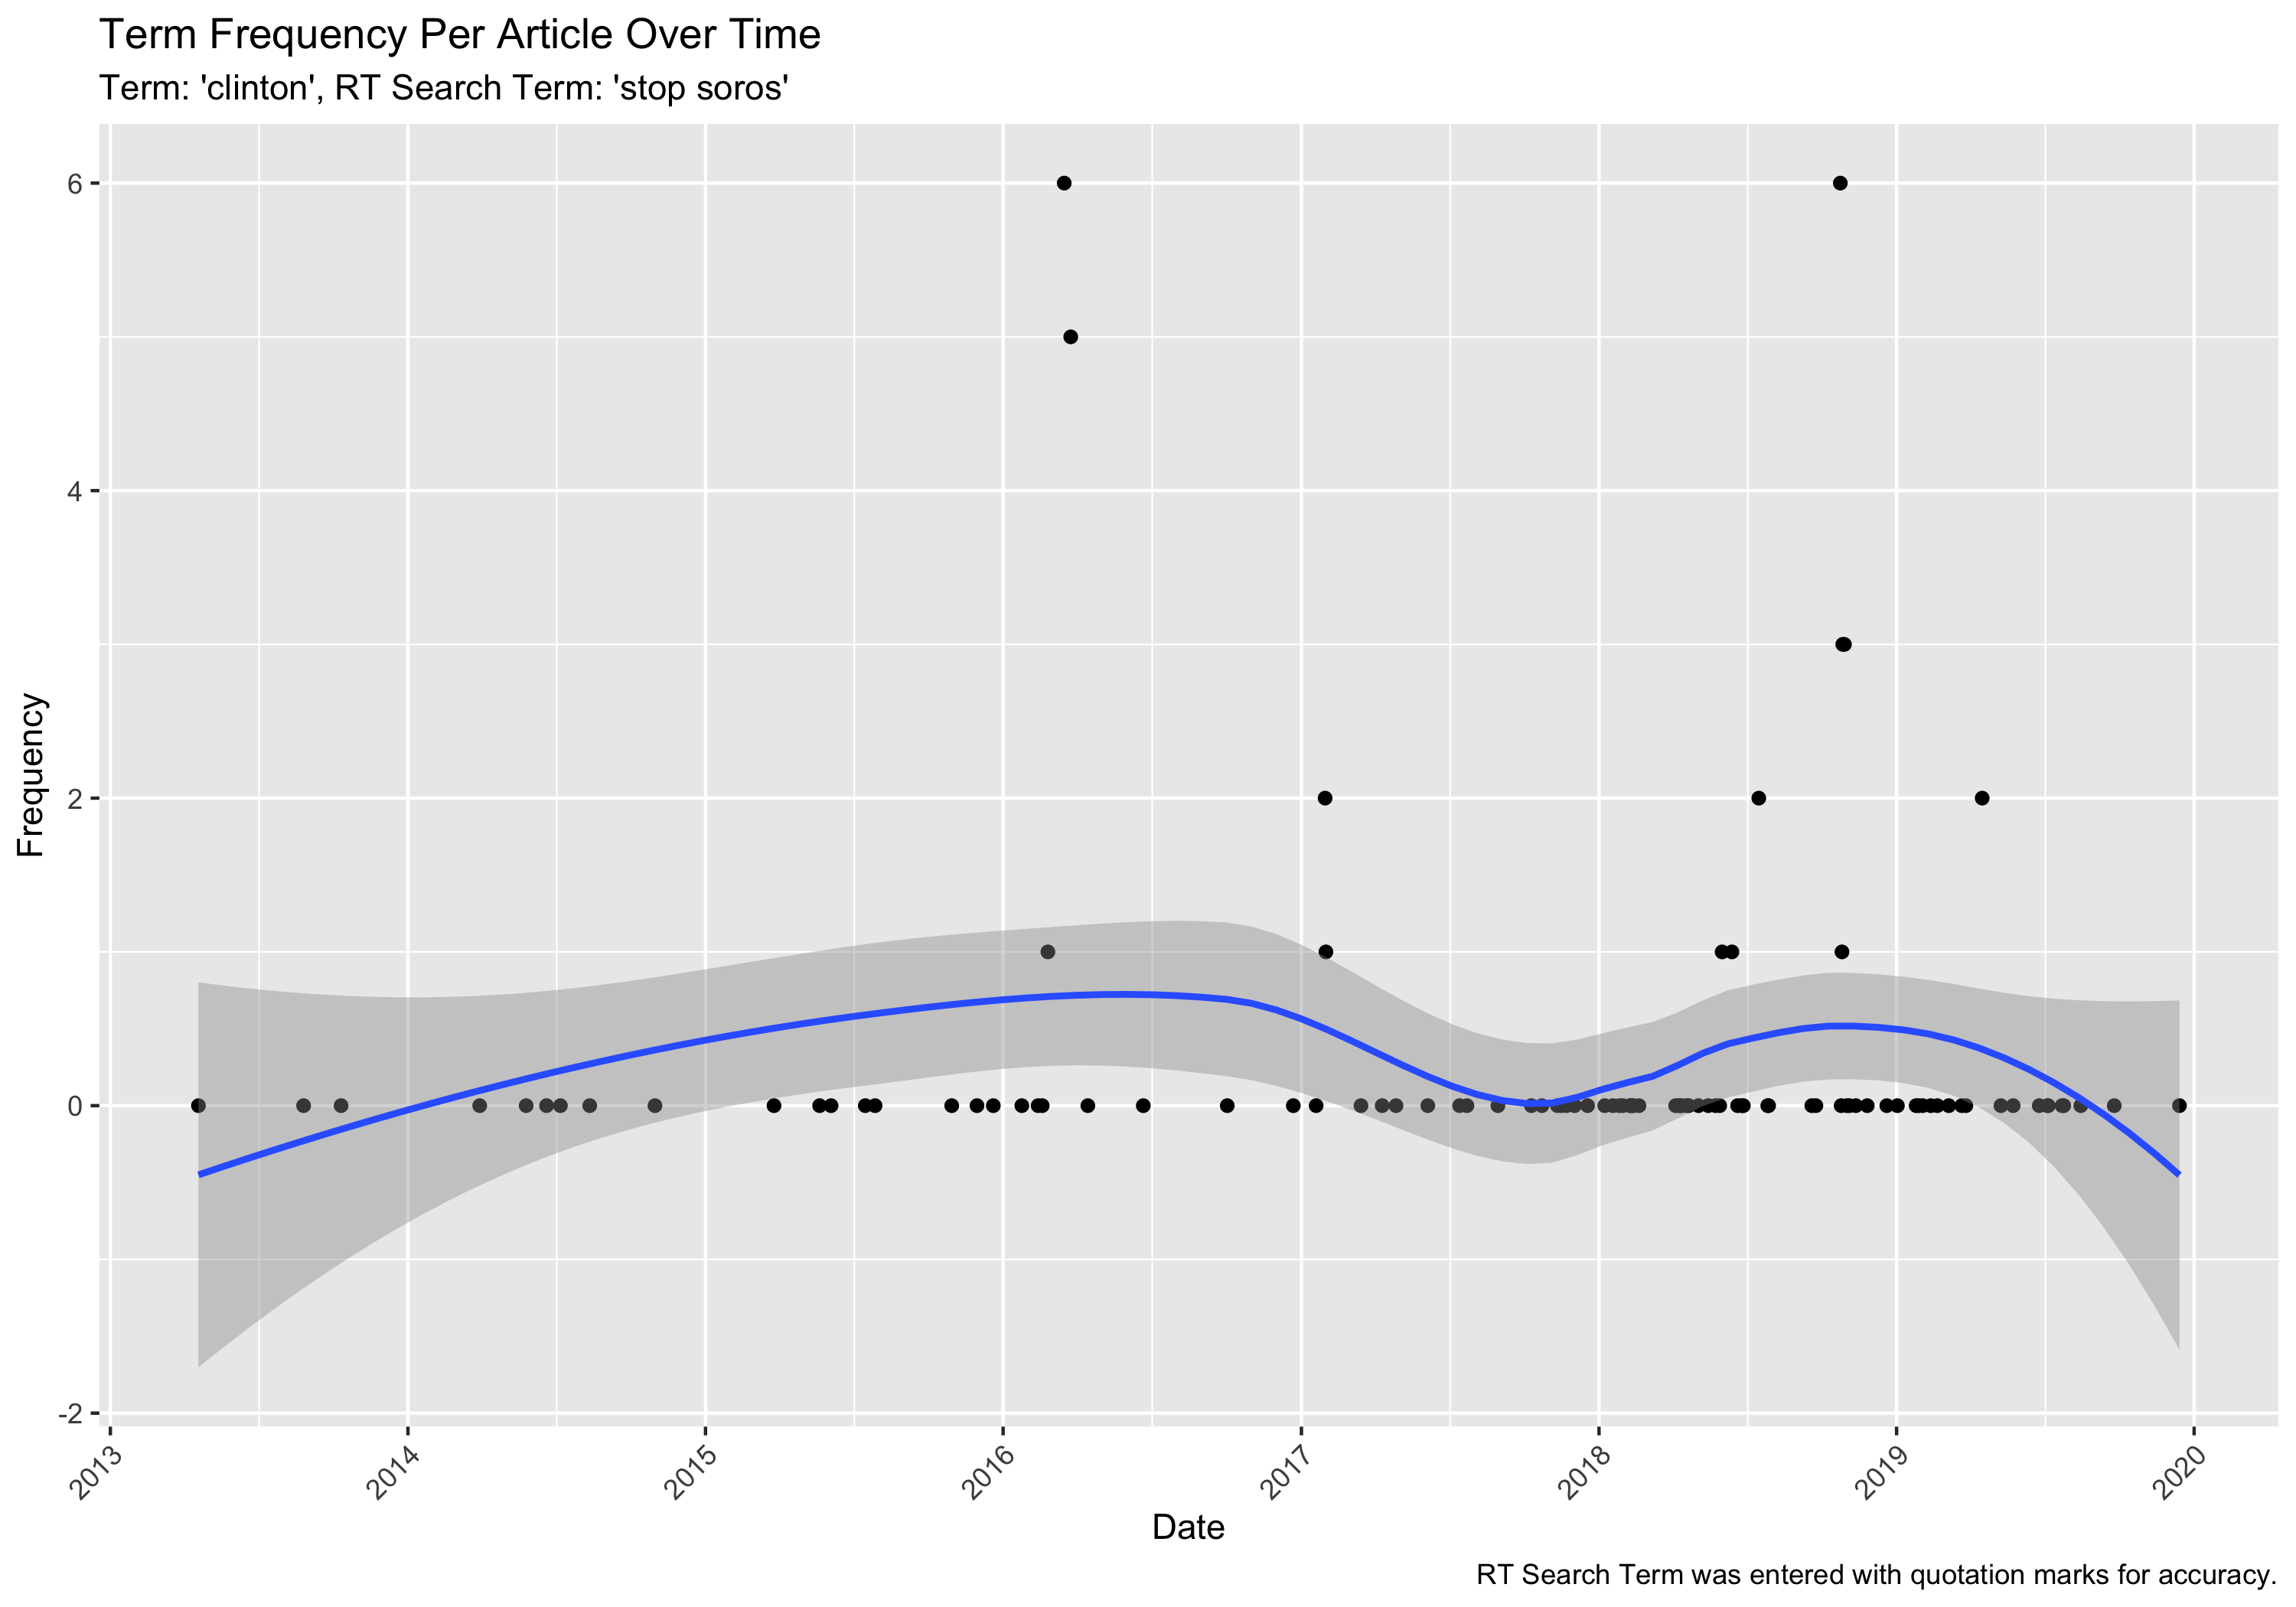 Term Frequency Per Article Over Time
Term: 'clinton', RT Search Term: 'stop soros'
Frequency
6
4
2
0
-2
2013
2014
2015
2016
2017
2018
2019
2020
Date
RT Search Term was entered with quotation marks for accuracy.